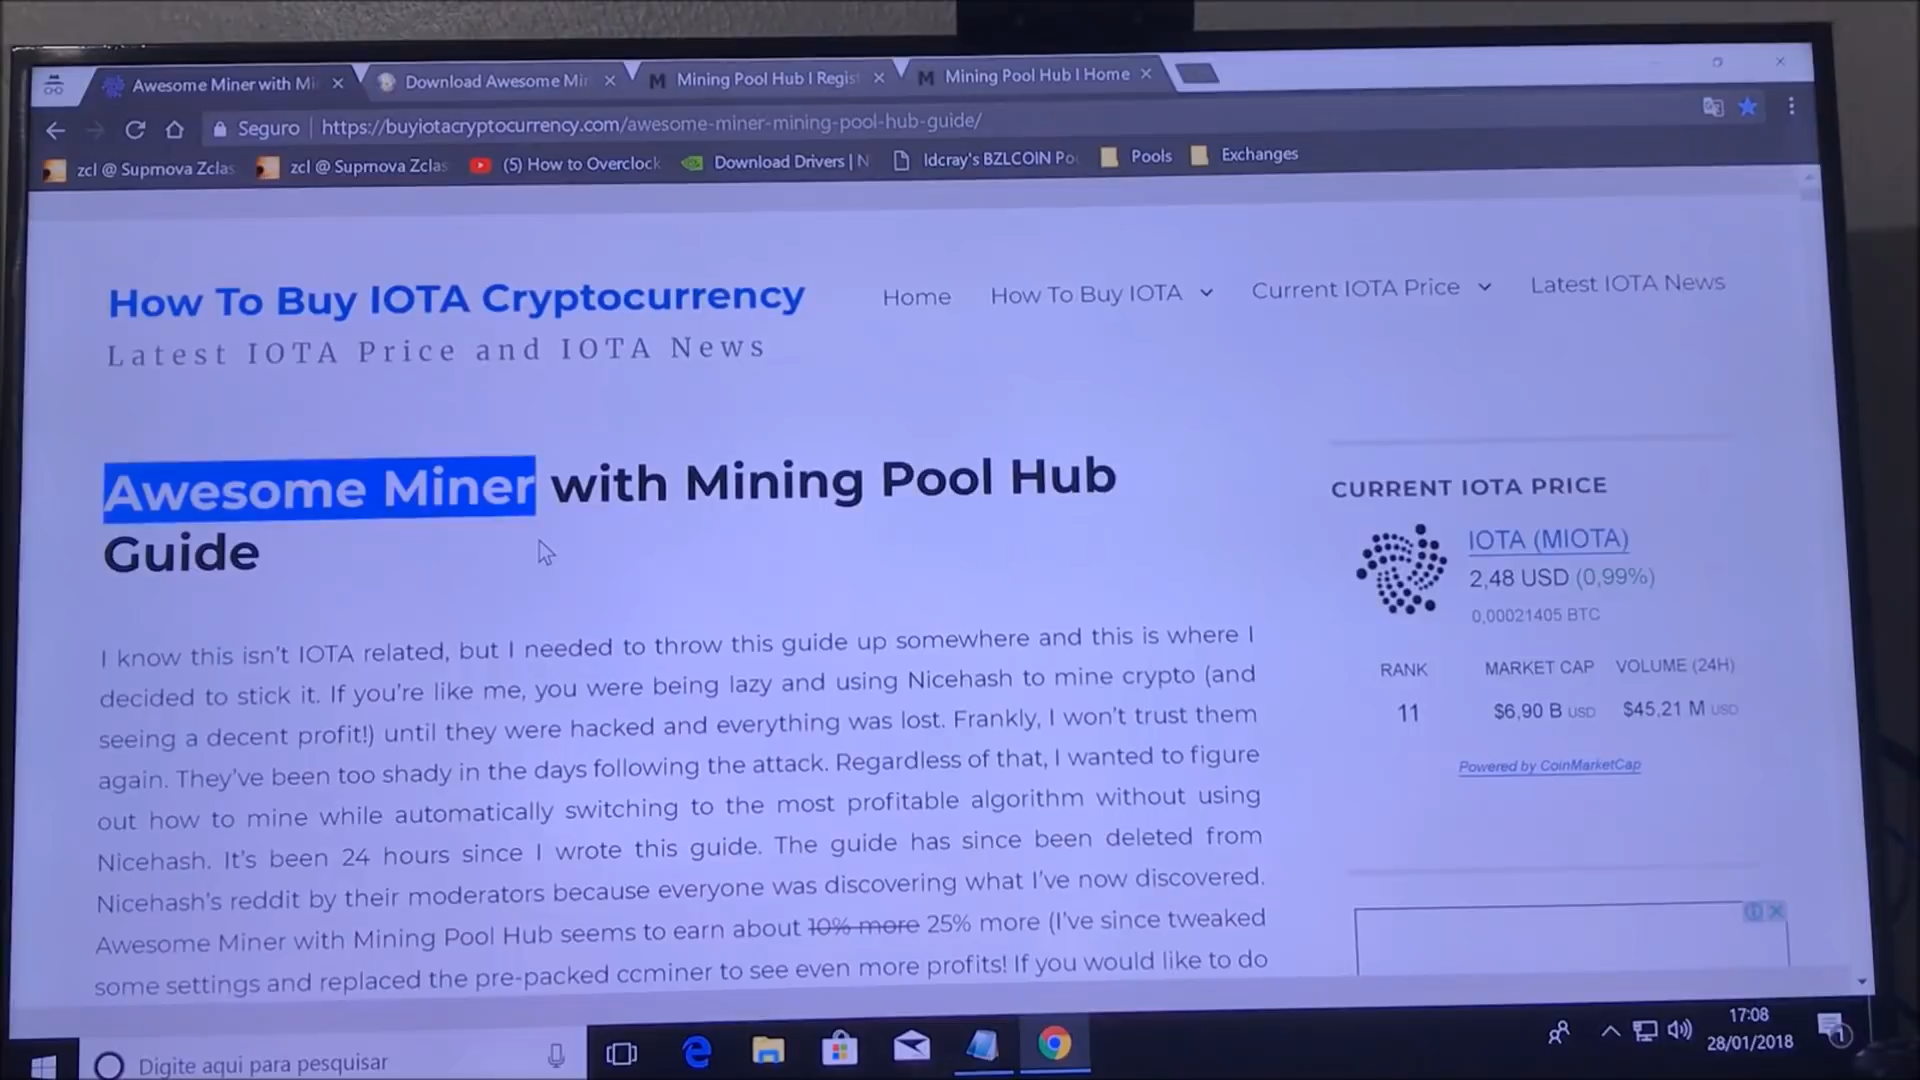 Awesome Miner with Mi
Download Awesome Mir
Mining Pool Hub | Regist
Mining Pool Hub | Home
Seguro
https://buyiotacryptocurrency.com/awesome-miner-mining-pool-hub-guide/
zcl @ Suprnova Zclas
zcl @ Suprnova Zclas
(5) How to Overclock
Download Drivers | N
ldcray's BZLCOIN Po
Pools
Exchanges
How To Buy IOTA Cryptocurrency
Latest IOTA Price and IOTA News
Home
How To Buy IOTA
Current IOTA Price
Latest IOTA News
Awesome Miner with Mining Pool Hub
Guide
I know this isn't IOTA related, but I needed to throw this guide up somewhere and this is where I
decided to stick it. If you're like me, you were being lazy and using Nicehash to mine crypto (and
seeing a decent profit!) until they were hacked and everything was lost. Frankly, I won't trust them
again. They've been too shady in the days following the attack. Regardless of that, I wanted to figure
out how to mine while automatically switching to the most profitable algorithm without using
Nicehash. It's been 24 hours since I wrote this guide. The guide has since been deleted from
Nicehash's reddit by their moderators because everyone was discovering what I've now discovered.
Awesome Miner with Mining Pool Hub seems to earn about 10% more 25% more (I've since tweaked
some settings and replaced the pre-packed ccminer to see even more profits! If you would like to do
CURRENT IOTA PRICE
IOTA (MIOTA)
2,48 USD (0,99%)
0,00021405 BTC
RANK
MARKET CAP
VOLUME (24H)
11
$6,90 B USD
$45,21 M USD
Powered by CoinMarketCap
Digite aqui para pesquisar
17:08
28/01/2018
1